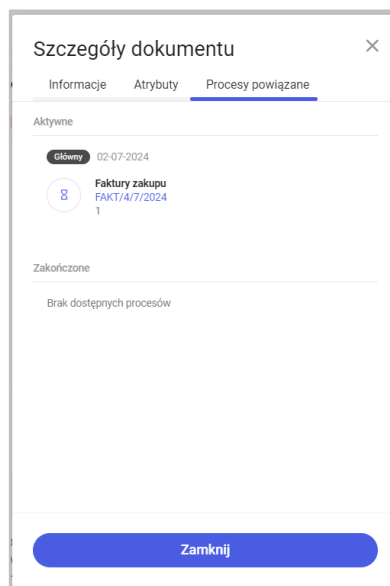 Szczegóły dokumentu
Informacje Atrybuty Procesy powiązane
Aktywne
Główny 02-07-2024
Faktury zakupu
FAKT/4/7/2024
1
Zakończone
Brak dostępnych procesów
Zamknij